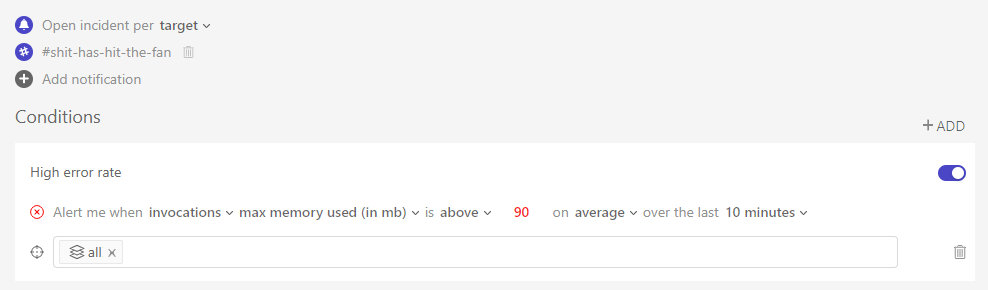 Open incident per target
#shit-has-hit-the-fan
Add notification
Conditions
+ ADD
High error rate
Alert me when invocations max memory used (in mb) is above 90 on average over the last 10 minutes
all x